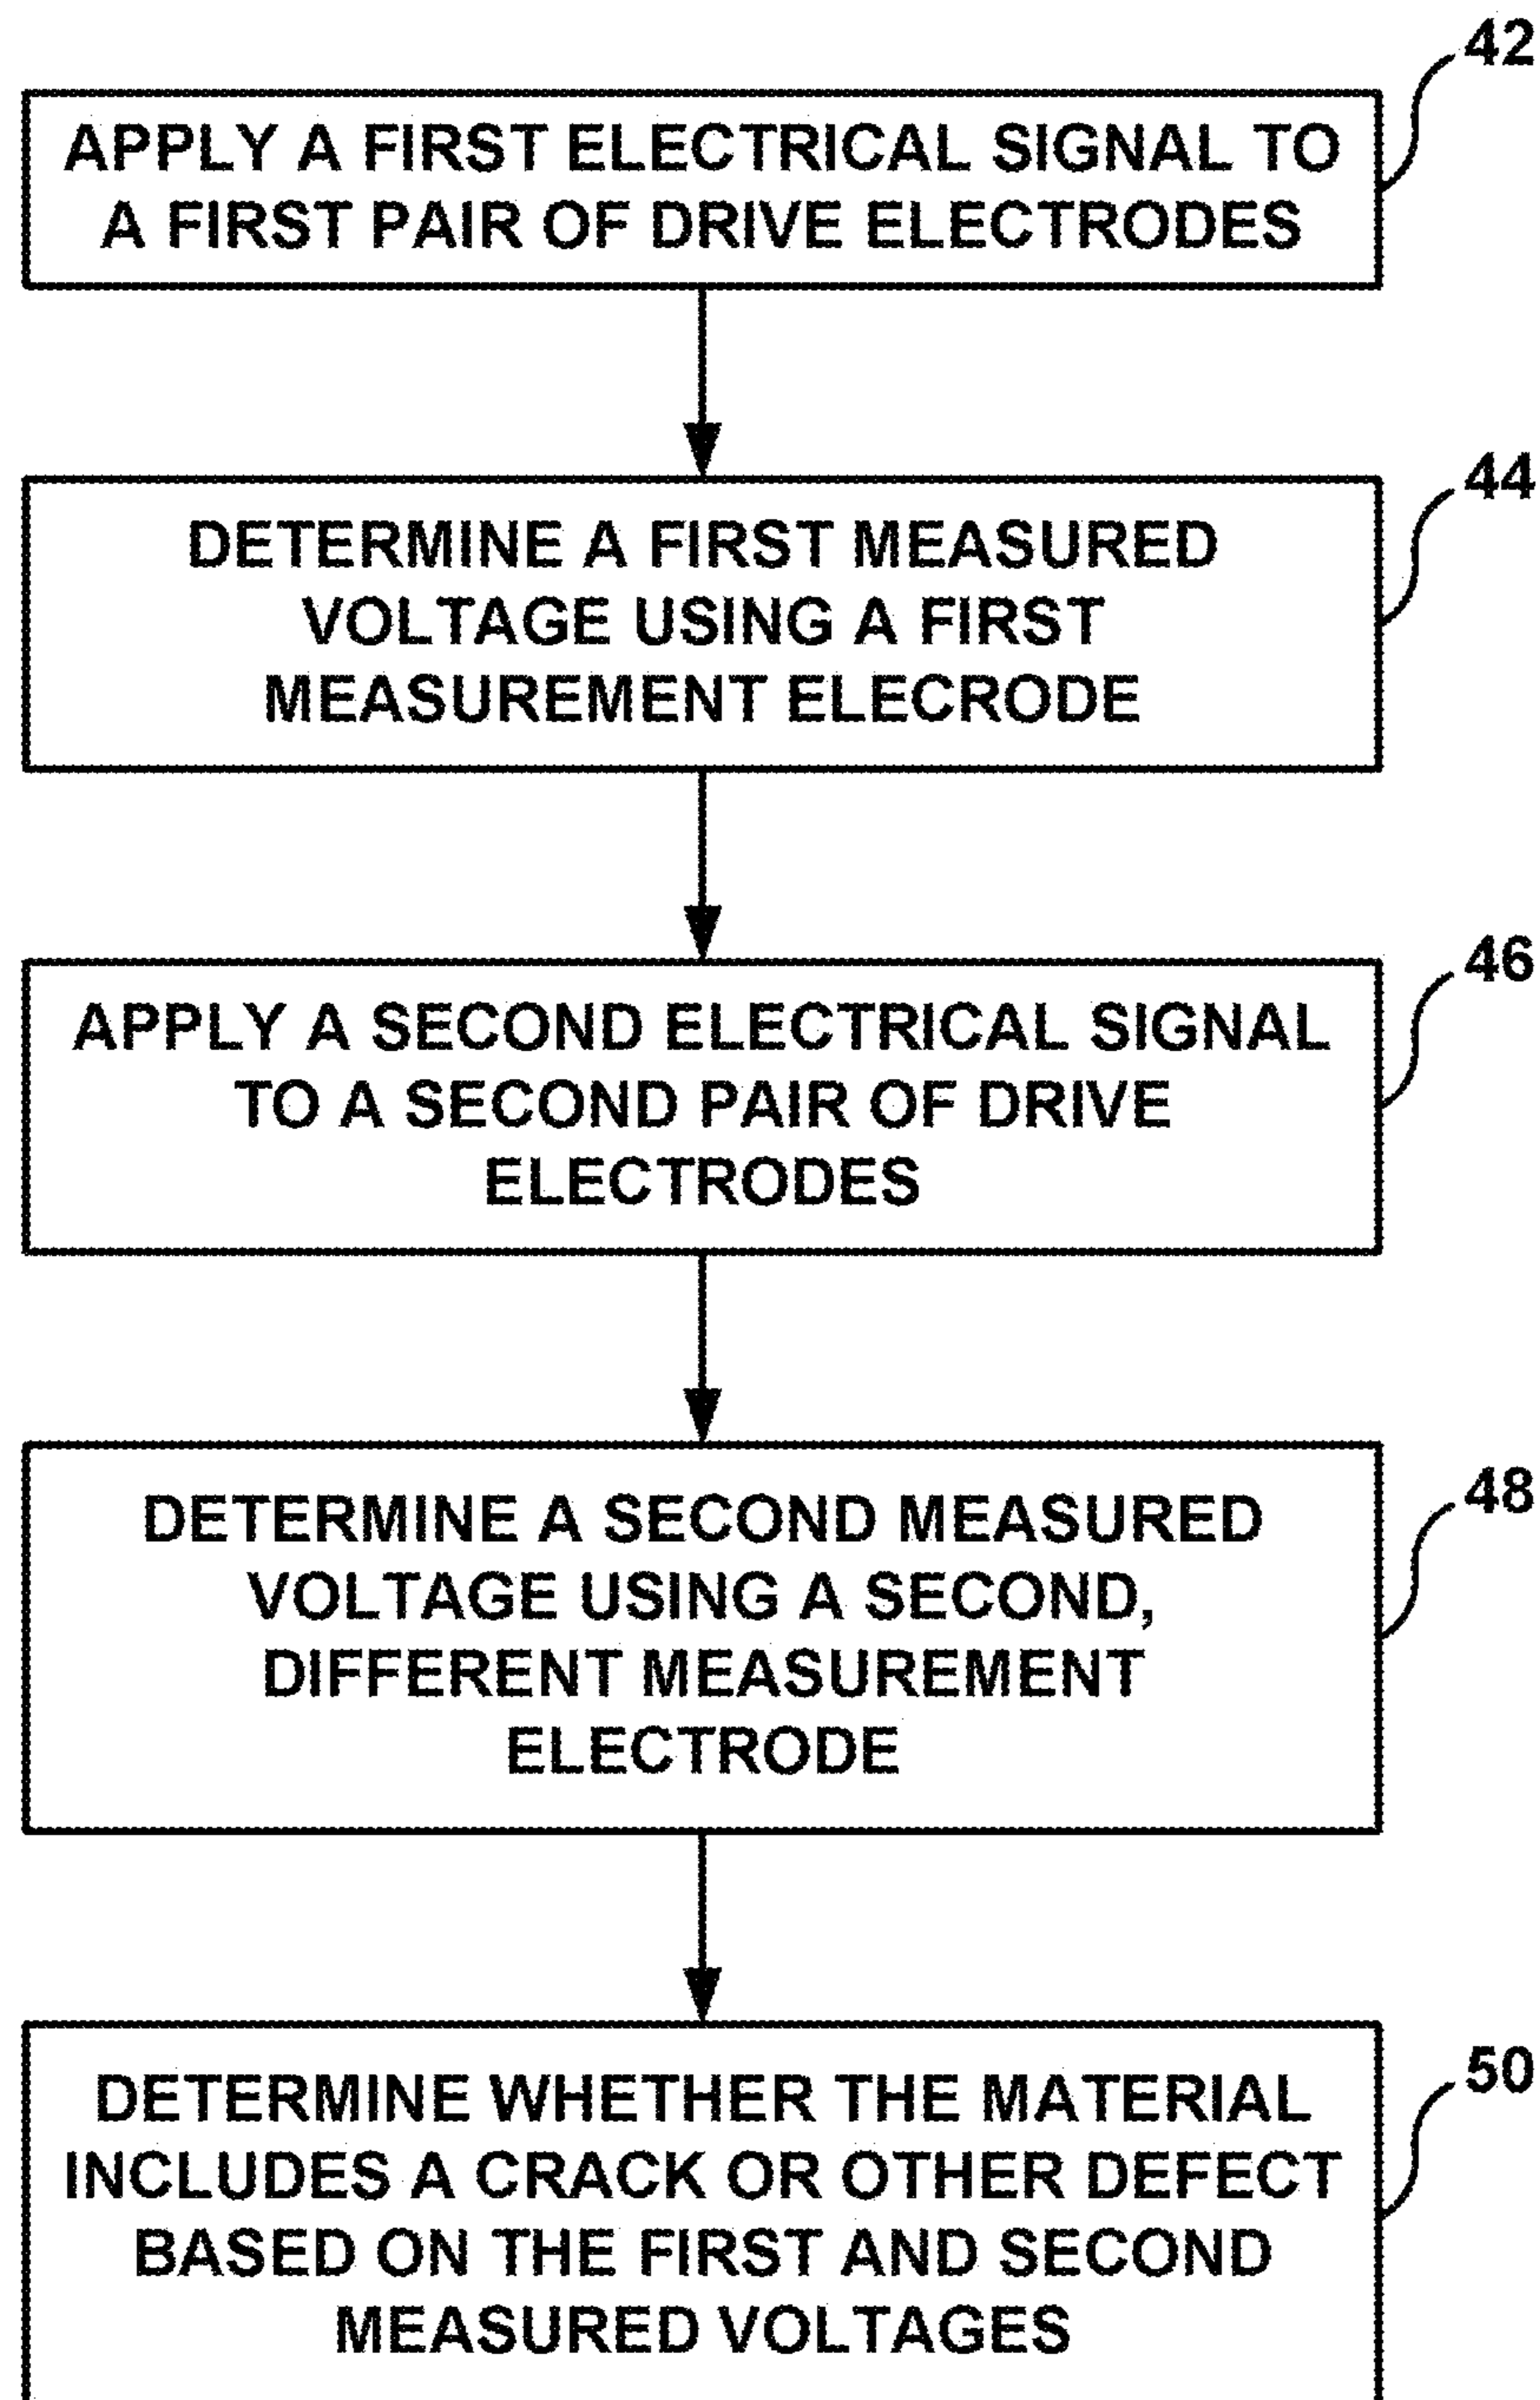 42
APPLY A FIRST ELECTRICAL SIGNAL TO
A FIRST PAIR OF DRIVE ELECTRODES
44
DETERMINE A FIRST MEASURED
VOLTAGE USING A FIRST
MEASUREMENT ELECRODE
46
APPLY A SECOND ELECTRICAL SIGNAL
TO A SECOND PAIR OF DRIVE
ELECTRODES
48
DETERMINE A SECOND MEASURED
VOLTAGE USING A SECOND,
DIFFERENT MEASUREMENT
ELECTRODE
50
DETERMINE WHETHER THE MATERIAL
INCLUDES A CRACK OR OTHER DEFECT
BASED ON THE FIRST AND SECOND
MEASURED VOLTAGES